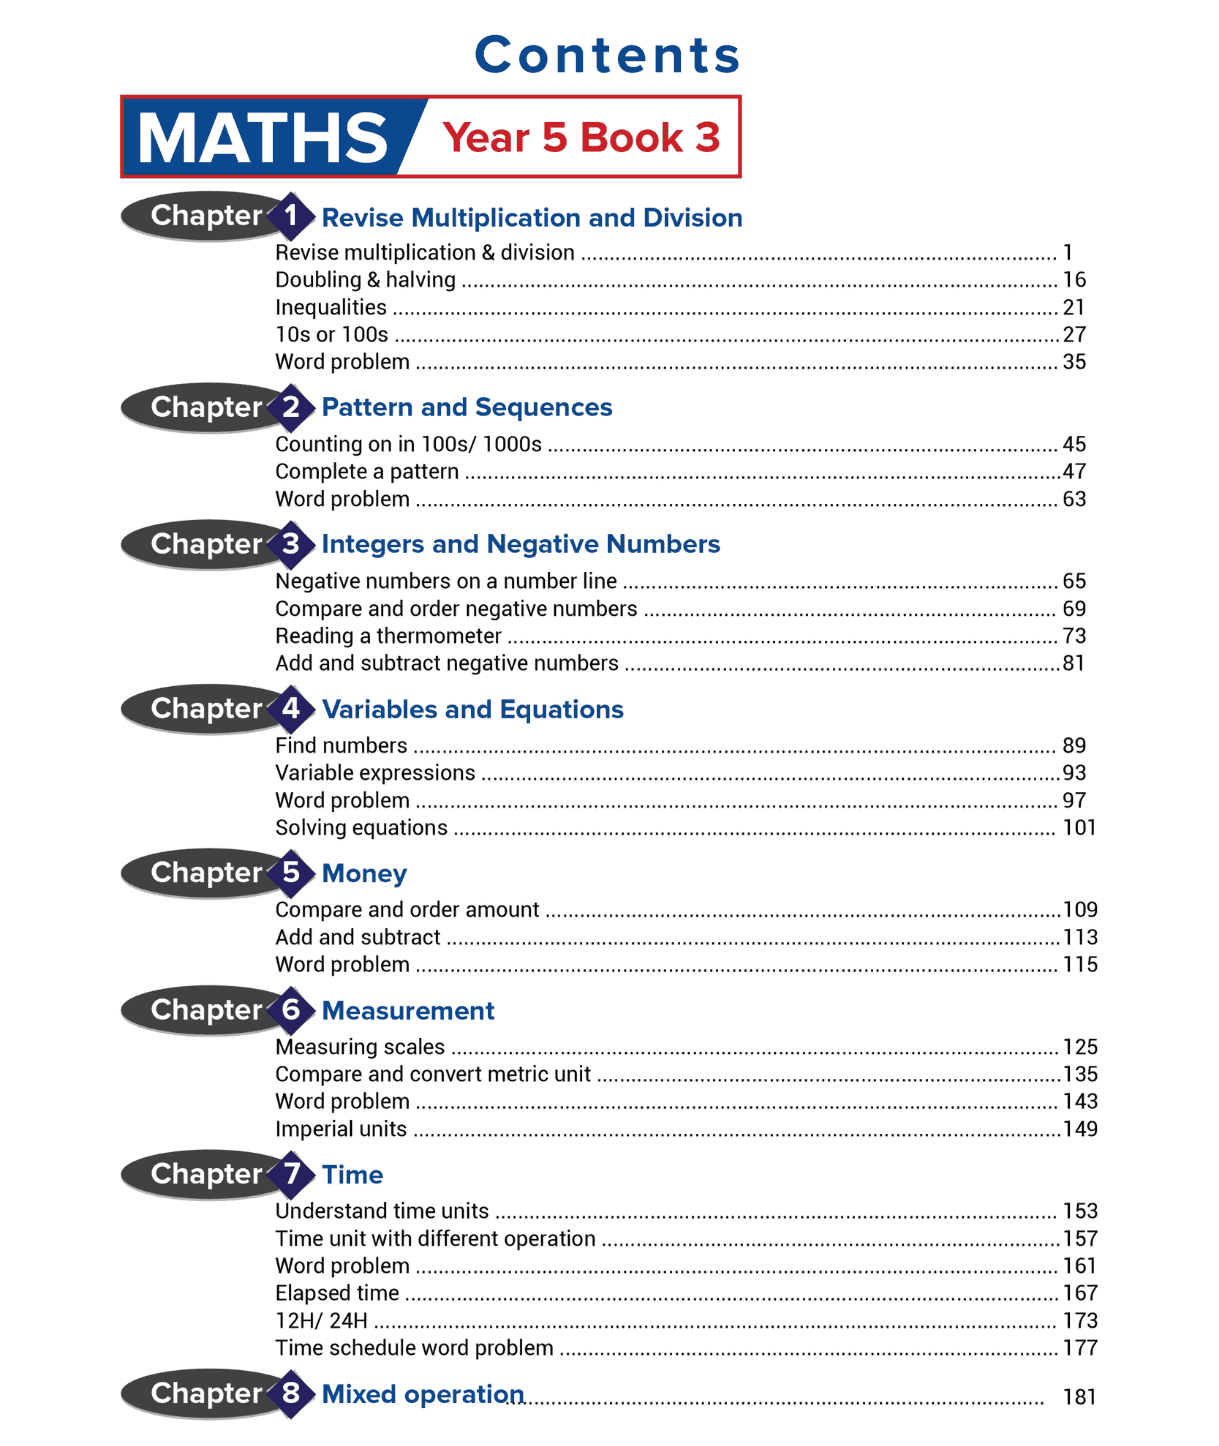 Contents
MATHS Year 5 Book 3
Chapter 1 Revise Multiplication and Division
Revise multiplication & division ........ 1
Doubling & halving ........ 16
Inequalities ........ 21
10s or 100s ........ 27
Word problem ........ 35
Chapter 2 Pattern and Sequences
Counting on in 100s/ 1000s ........ 45
Complete a pattern ........ 47
Word problem ........ 63
Chapter 3 Integers and Negative Numbers
Negative numbers on a number line ........ 65
Compare and order negative numbers ........ 69
Reading a thermometer ........ 73
Add and subtract negative numbers ........ 81
Chapter 4 Variables and Equations
Find numbers ........ 89
Variable expressions ........ 93
Word problem ........ 97
Solving equations ........ 101
Chapter 5 Money
Compare and order amount ........ 109
Add and subtract ........ 113
Word problem ........ 115
Chapter 6 Measurement
Measuring scales ........ 125
Compare and convert metric unit ........ 135
Word problem ........ 143
Imperial units ........ 149
Chapter 7 Time
Understand time units ........ 153
Time unit with different operation ........ 157
Word problem ........ 161
Elapsed time ........ 167
12H/ 24H ........ 173
Time schedule word problem ........ 177
Chapter 8 Mixed operation ........ 181